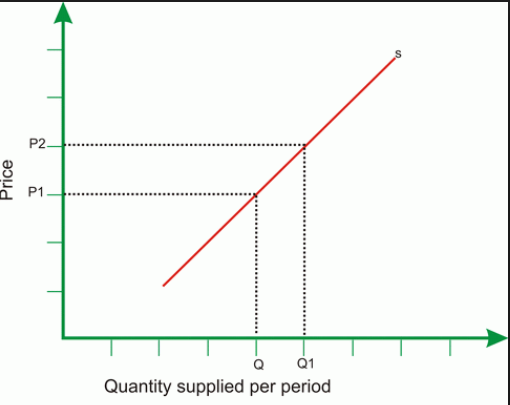 s
P2
P1
Price
Q
Q1
Quantity supplied per period